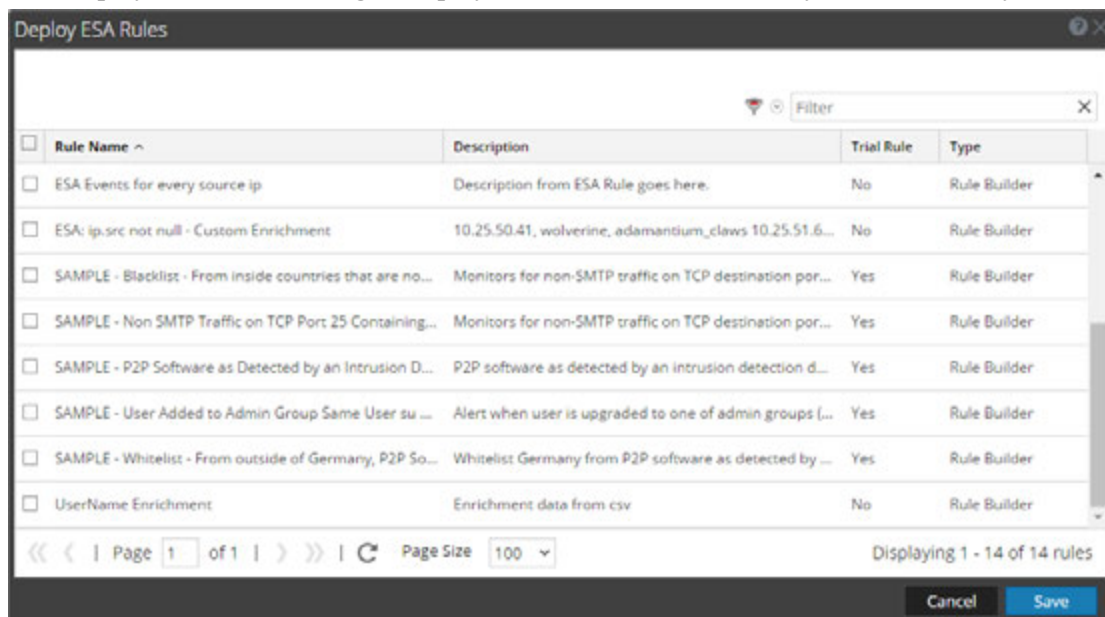 Deploy ESA Rules
Filter
Rule Name Description Trial Rule Type
ESA Events for every source ip Description from ESA Rule goes here. No Rule Builder
ESA: ip.src not null - Custom Enrichment 10.25.50.41, wolverine, adamantium_claws 10.25.51.6... No Rule Builder
SAMPLE - Blacklist - From inside countries that are no... Monitors for non-SMTP traffic on TCP destination por... Yes Rule Builder
SAMPLE - Non SMTP Traffic on TCP Port 25 Containing... Monitors for non-SMTP traffic on TCP destination por... Yes Rule Builder
SAMPLE - P2P Software as Detected by an Intrusion D... P2P software as detected by an intrusion detection d... Yes Rule Builder
SAMPLE - User Added to Admin Group Same User su ... Alert when user is upgraded to one of admin groups (... Yes Rule Builder
SAMPLE - Whitelist - From outside of Germany, P2P So... Whitelist Germany from P2P software as detected by ... Yes Rule Builder
UserName Enrichment Enrichment data from csv No Rule Builder
Page 1 of 1 Page Size 100 Displaying 1 - 14 of 14 rules
Cancel Save